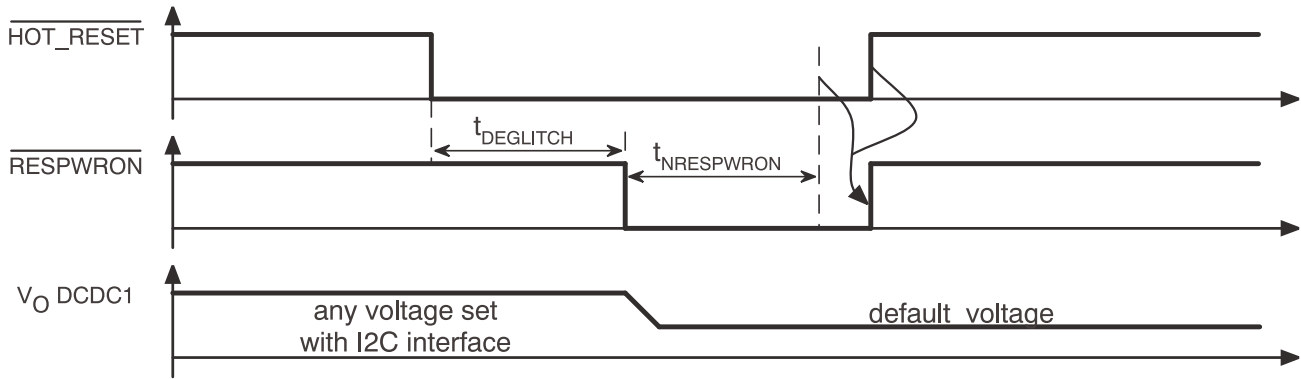 HOT_RESET
tDEGLITCH
RESPWRON
tNRESPWRON
VO DCDC1
any voltage set
with I2C interface
default voltage